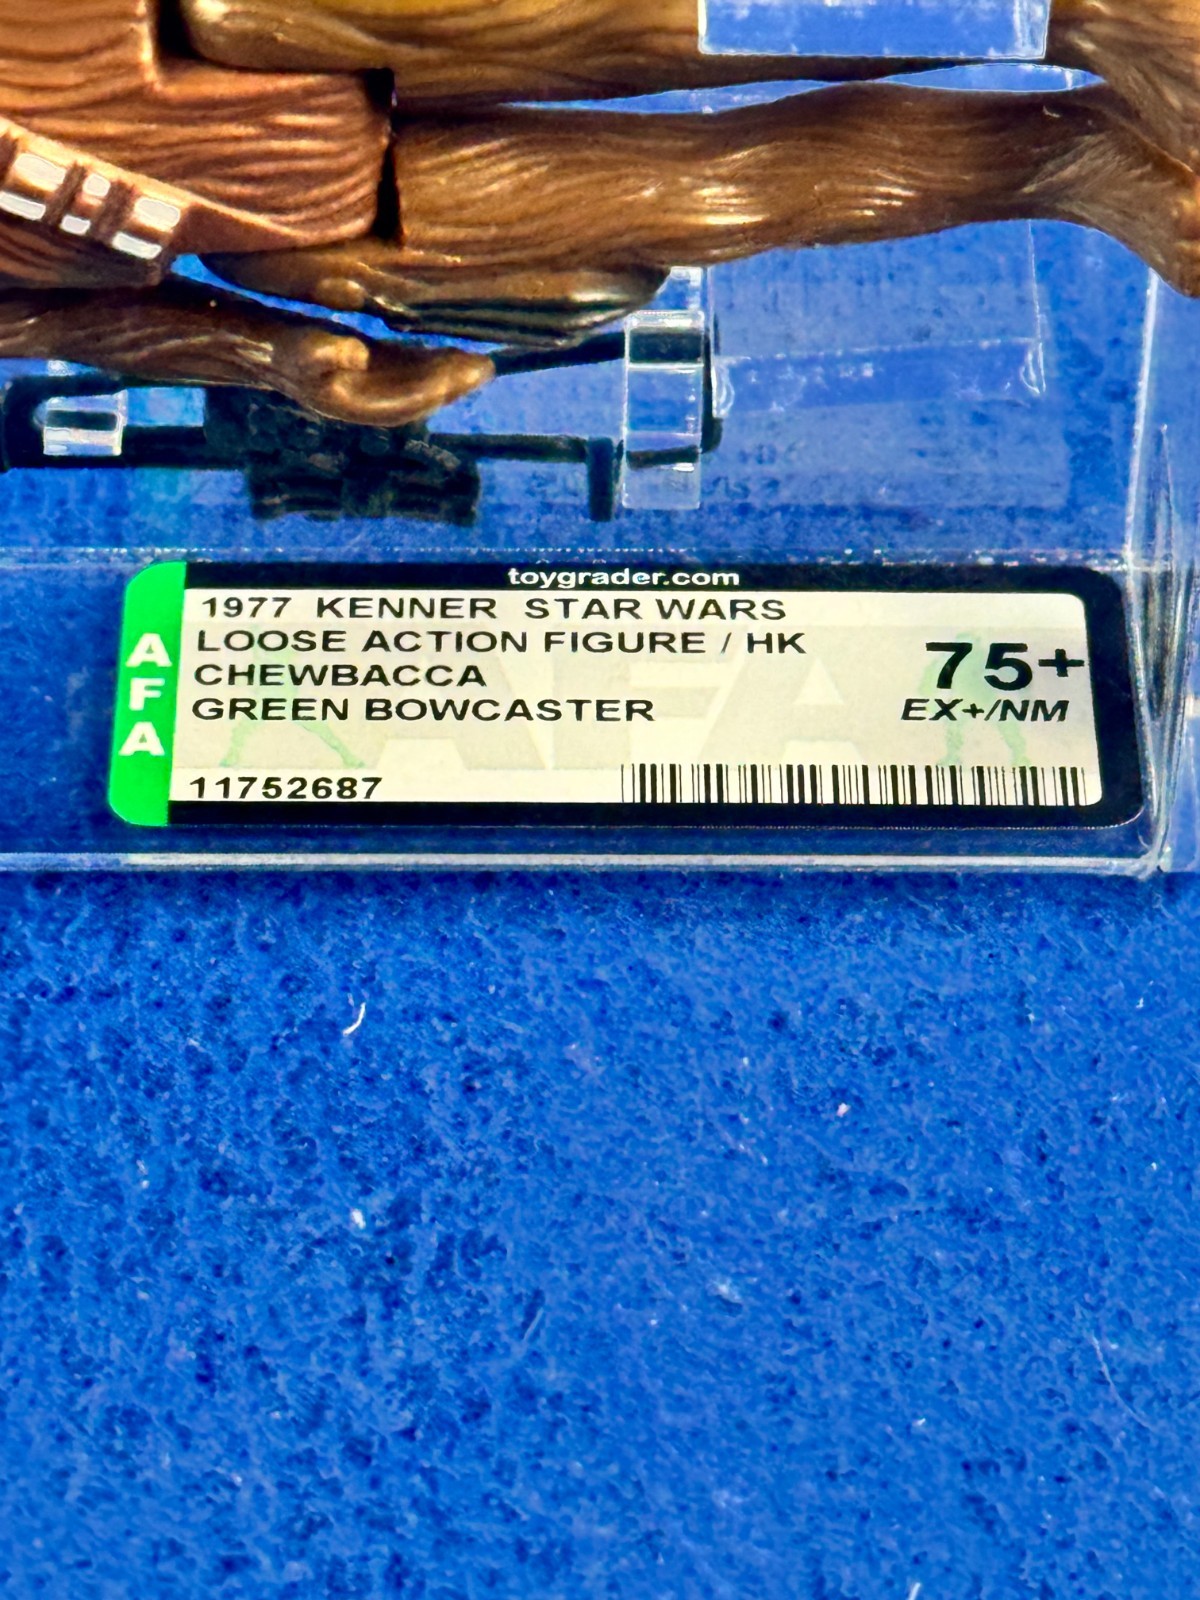 toygrader.com
AFA
1977 KENNER STAR WARS
LOOSE ACTION FIGURE / HK
CHEWBACCA
GREEN BOWCASTER
75+
EX+/NM
11752687